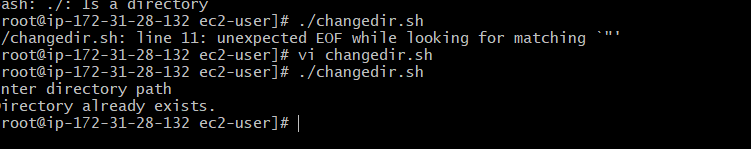 ash: ./: Is a directory
root@ip-172-31-28-132 ec2-user]# ./changedir.sh
/changedir.sh: line 11: unexpected EOF while looking for matching `"'
root@ip-172-31-28-132 ec2-user]# vi changedir.sh
root@ip-172-31-28-132 ec2-user]# ./changedir.sh
nter directory path
irectory already exists.
root@ip-172-31-28-132 ec2-user]#